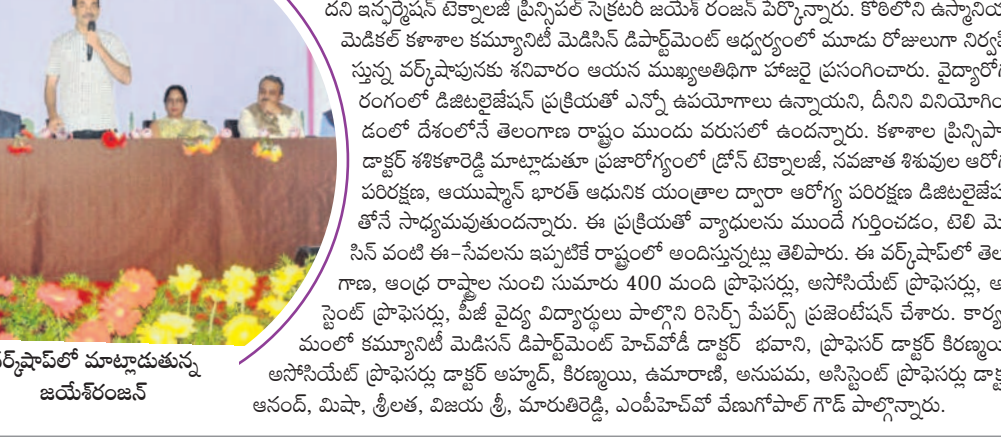 దని ఇన్ఫర్మేషన్ టెక్నాలజీ ప్రిన్సిపల్ సెక్రటరీ జయేశ్ రంజన్ పేర్కొన్నారు. కోఠిలోని ఉస్మానియ
మెడికల్ కళాశాల కమ్యూనిటీ మెడిసిన్ డిపార్ట్‌మెంట్ ఆధ్వర్యంలో మూడు రోజులుగా నిర్వహి
స్తున్న వర్క్‌షాపునకు శనివారం ఆయన ముఖ్యఅతిథిగా హాజరై ప్రసంగించారు. వైద్యారోగ
రంగంలో డిజిటలైజేషన్ ప్రక్రియతో ఎన్నో ఉపయోగాలు ఉన్నాయని, దీనిని వినియోగిం
డంలో దేశంలోనే తెలంగాణ రాష్ట్రం ముందు వరుసలో ఉందన్నారు. కళాశాల ప్రిన్సిపా
డాక్టర్ శశికళారెడ్డి మాట్లాడుతూ ప్రజారోగ్యంలో డ్రోన్ టెక్నాలజీ, నవజాత శిశువుల ఆరోగ
పరిరక్షణ, ఆయుష్మాన్ భారత్ ఆధునిక యంత్రాల ద్వారా ఆరోగ్య పరిరక్షణ డిజిటలైజేష
తోనే సాధ్యమవుతుందన్నారు. ఈ ప్రక్రియతో వ్యాధులను ముందే గుర్తించడం, టెలి మె
సిన్ వంటి ఈ-సేవలను ఇప్పటికే రాష్ట్రంలో అందిస్తున్నట్లు తెలిపారు. ఈ వర్క్‌షాప్‌లో తెల
గాణ, ఆంధ్ర రాష్ట్రాల నుంచి సుమారు 400 మంది ప్రొఫెసర్లు, అసోసియేట్ ప్రొఫెసర్లు, అ
స్టెంట్ ప్రొఫెసర్లు, పీజీ వైద్య విద్యార్థులు పాల్గొని రిసెర్చ్ పేపర్స్ ప్రజెంటేషన్ చేశారు. కార్య
మంలో కమ్యూనిటీ మెడిసన్ డిపార్ట్‌మెంట్ హెచ్‌వోడీ డాక్టర్ భవాని, ప్రొఫెసర్ డాక్టర్ కిరణ్మయి
అసోసియేట్ ప్రొఫెసర్లు డాక్టర్ అహ్మద్, కిరణ్మయి, ఉమారాణి, అనుపమ, అసిస్టెంట్ ప్రొఫెసర్లు డాక్ట
ఆనంద్, మిషా, శ్రీలత, విజయ శ్రీ, మారుతిరెడ్డి, ఎంపీహెచ్‌వో వేణుగోపాల్ గౌడ్ పాల్గొన్నారు.
వర్క్‌షాప్‌లో మాట్లాడుతున్న
జయేశ్‌రంజన్